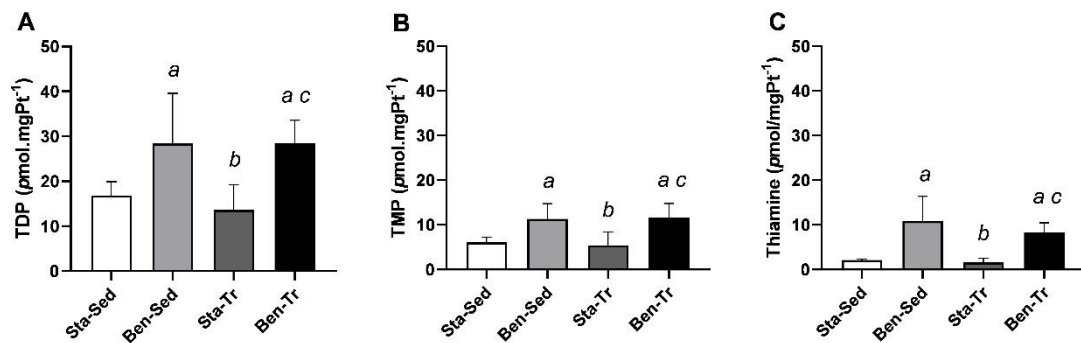 A
TDP (pmol.mgPt⁻¹)
50
40
30
20
10
0
a
b
a c
Sta-Sed
Ben-Sed
Sta-Tr
Ben-Tr
B
TMP (pmol.mgPt⁻¹)
50
40
30
20
10
0
a
b
a c
Sta-Sed
Ben-Sed
Sta-Tr
Ben-Tr
C
Thiamine (pmol/mgPt⁻¹)
50
40
30
20
10
0
a
b
a c
Sta-Sed
Ben-Sed
Sta-Tr
Ben-Tr